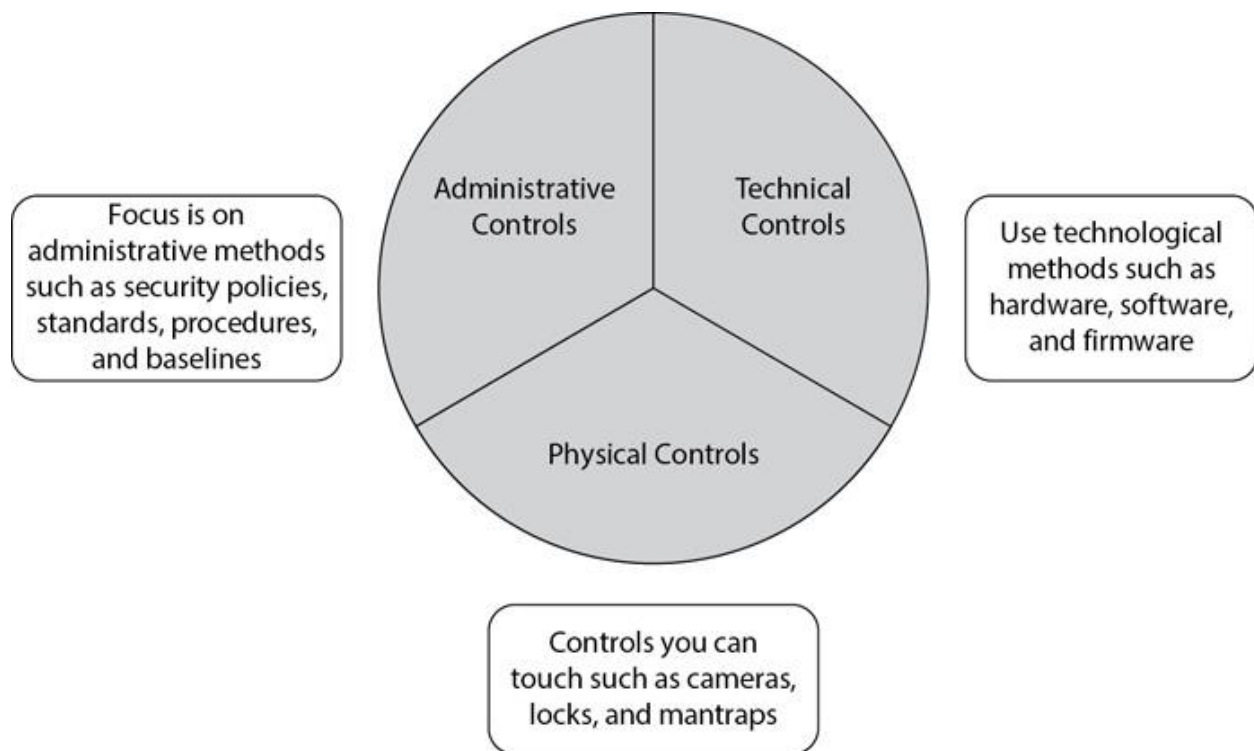 Administrative
Controls
Technical
Controls
Focus is on
administrative methods
such as security policies,
standards, procedures,
and baselines
Use technological
methods such as
hardware, software,
and firmware
Physical Controls
Controls you can
touch such as cameras,
locks, and mantraps